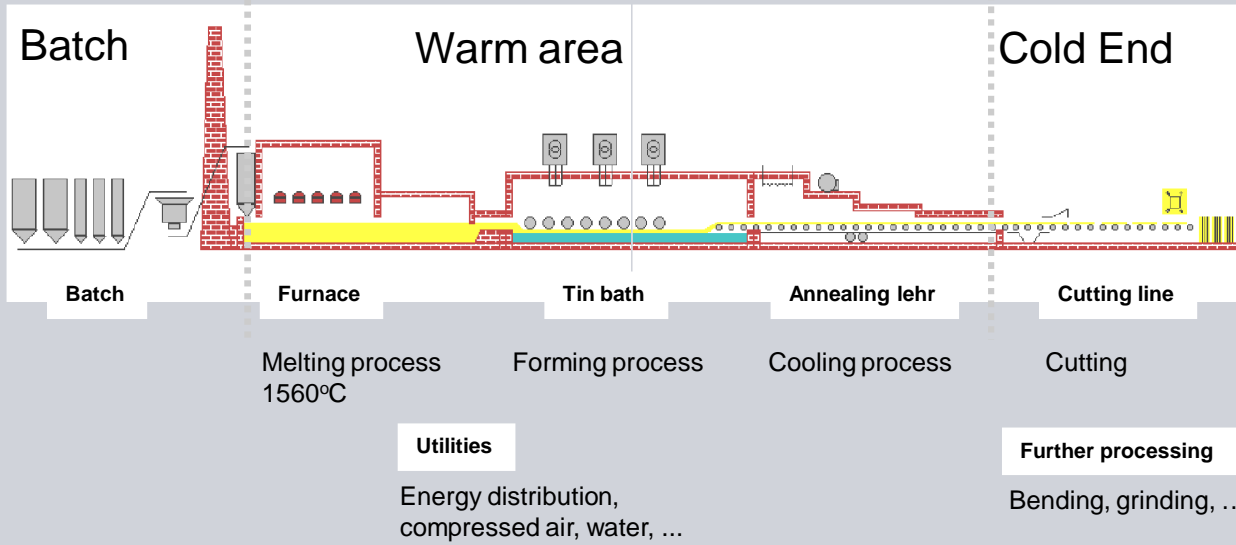 Batch
Warm area
Cold End
Batch
Furnace
Tin bath
Annealing lehr
Cutting line
Melting process
1560°C
Forming process
Cooling process
Cutting
Utilities
Energy distribution,
compressed air, water, ...
Further processing
Bending, grinding, ..